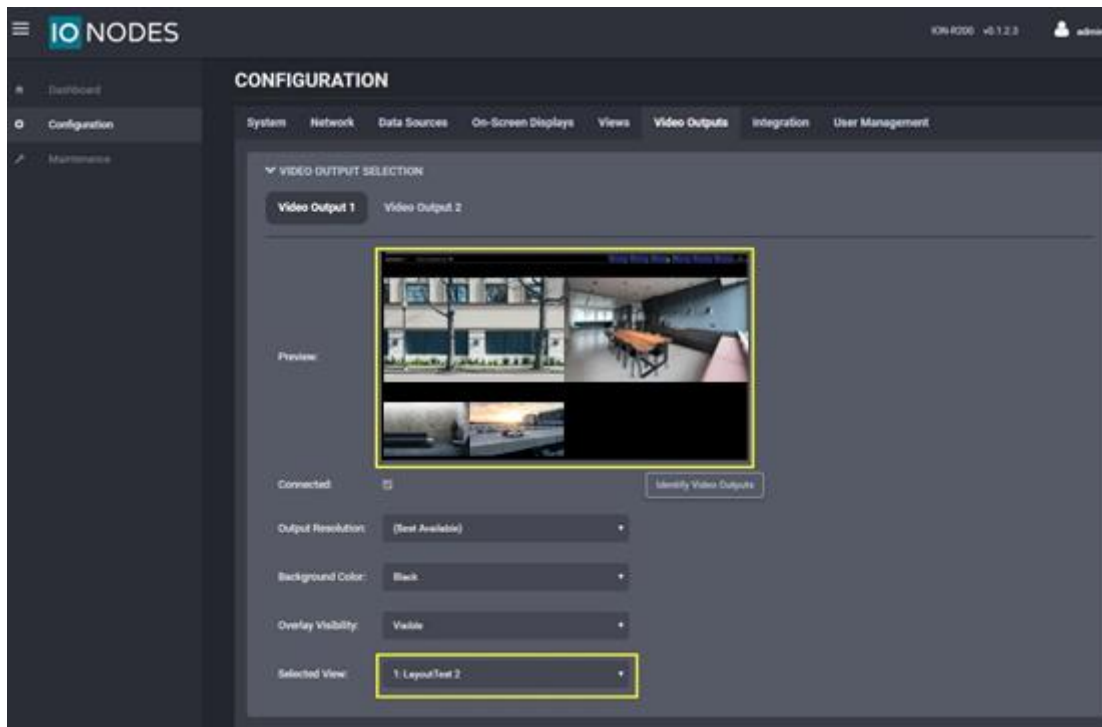 IO NODES
ION-R200 v0.1.2.3
Dashboard
Configuration
Maintenance
CONFIGURATION
System Network Data Sources On-Screen Displays Views Video Outputs Integration User Management
VIDEO OUTPUT SELECTION
Video Output 1 Video Output 2
Preview:
Connected: Identify Video Outputs
Output Resolution: (Best Available)
Background Color: Black
Overlay Visibility: Visible
Selected View: 1: LayoutTest 2